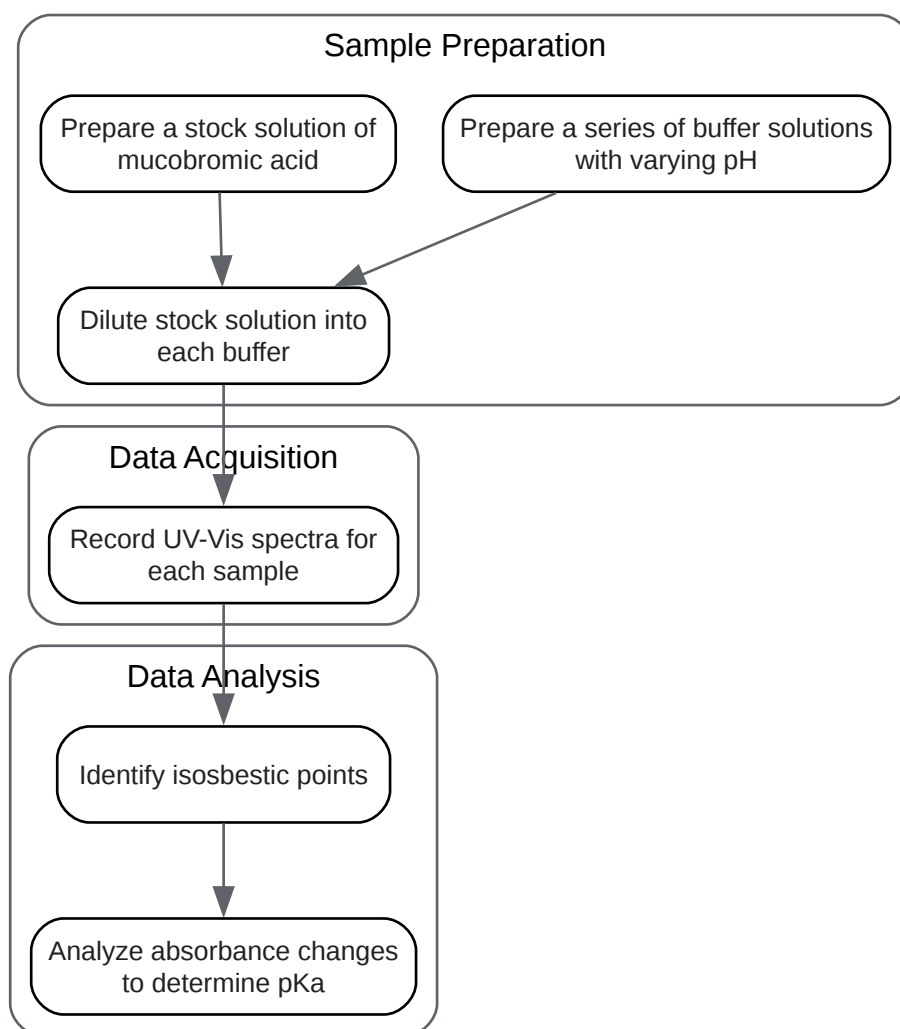 Sample Preparation
Prepare a stock solution of
mucobromic acid
Prepare a series of buffer solutions
with varying pH
Dilute stock solution into
each buffer
Data Acquisition
Record UV-Vis spectra for
each sample
Data Analysis
Identify isosbestic points
Analyze absorbance changes
to determine pKa